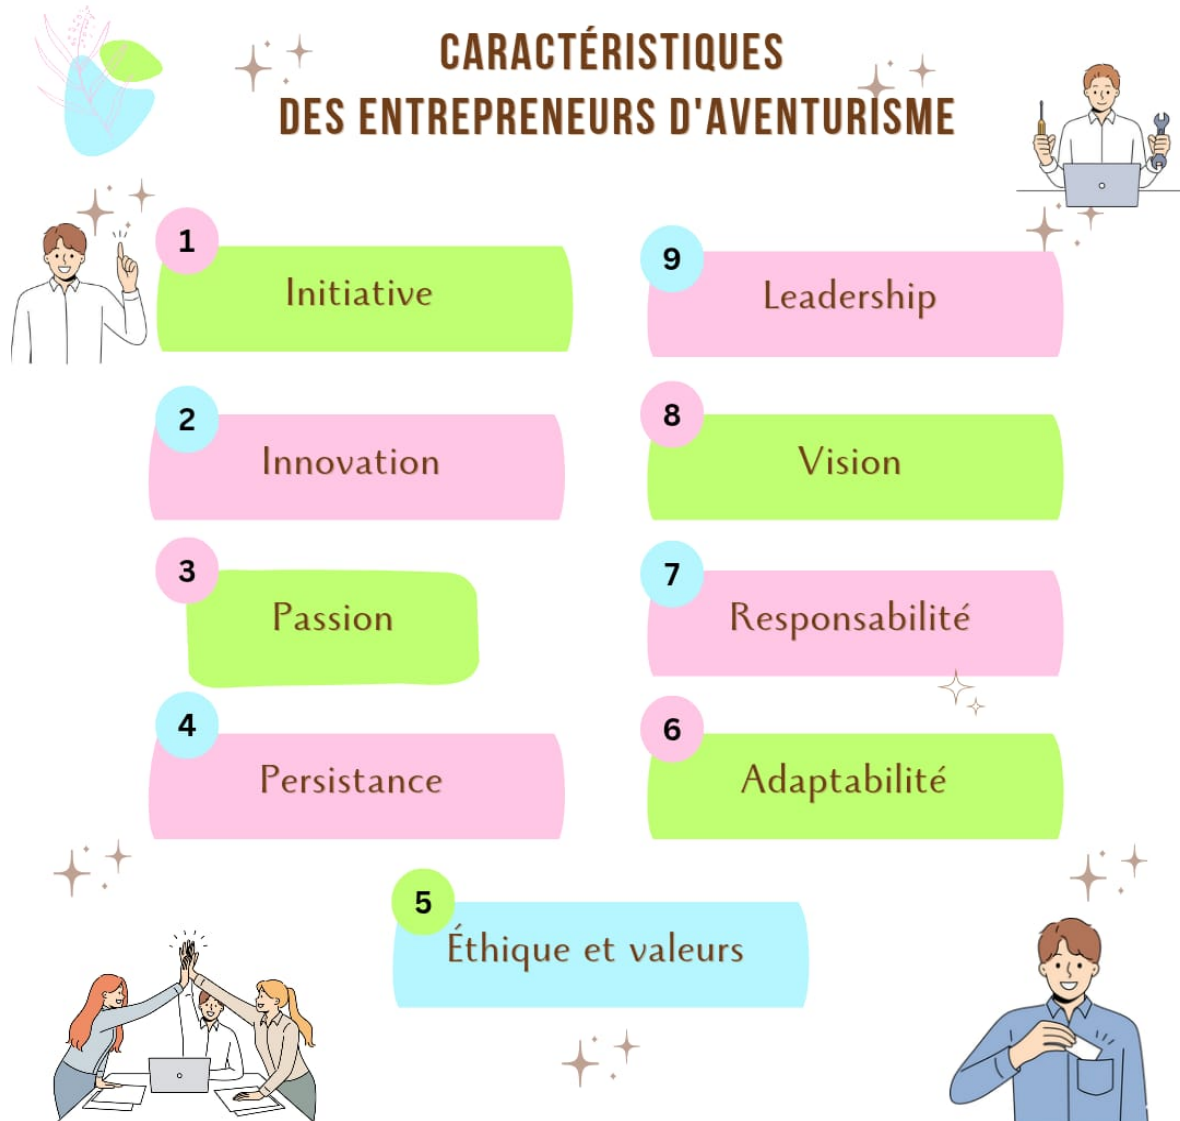 CARACTÉRISTIQUES
DES ENTREPRENEURS D'AVENTURISME
1
Initiative
2
Innovation
3
Passion
4
Persistance
5
Éthique et valeurs
6
Adaptabilité
7
Responsabilité
8
Vision
9
Leadership